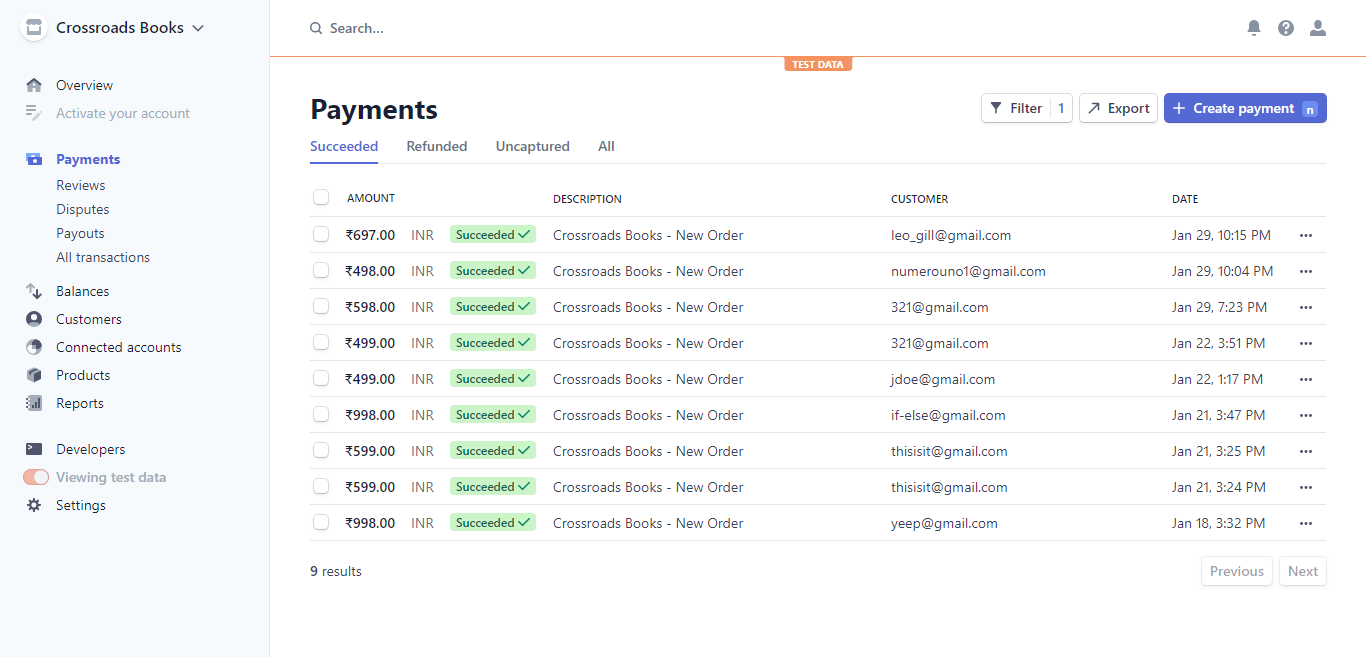 Crossroads Books
Search...
TEST DATA
Overview
Activate your account
Payments
Reviews
Disputes
Payouts
All transactions
Balances
Customers
Connected accounts
Products
Reports
Developers
Viewing test data
Settings
Payments
Filter 1 Export Create payment n
Succeeded Refunded Uncaptured All
AMOUNT DESCRIPTION CUSTOMER DATE
₹697.00 INR Succeeded Crossroads Books - New Order leo_gill@gmail.com Jan 29, 10:15 PM
₹498.00 INR Succeeded Crossroads Books - New Order numerouno1@gmail.com Jan 29, 10:04 PM
₹598.00 INR Succeeded Crossroads Books - New Order 321@gmail.com Jan 29, 7:23 PM
₹499.00 INR Succeeded Crossroads Books - New Order 321@gmail.com Jan 22, 3:51 PM
₹499.00 INR Succeeded Crossroads Books - New Order jdoe@gmail.com Jan 22, 1:17 PM
₹998.00 INR Succeeded Crossroads Books - New Order if-else@gmail.com Jan 21, 3:47 PM
₹599.00 INR Succeeded Crossroads Books - New Order thisisit@gmail.com Jan 21, 3:25 PM
₹599.00 INR Succeeded Crossroads Books - New Order thisisit@gmail.com Jan 21, 3:24 PM
₹998.00 INR Succeeded Crossroads Books - New Order yeep@gmail.com Jan 18, 3:32 PM
9 results
Previous Next